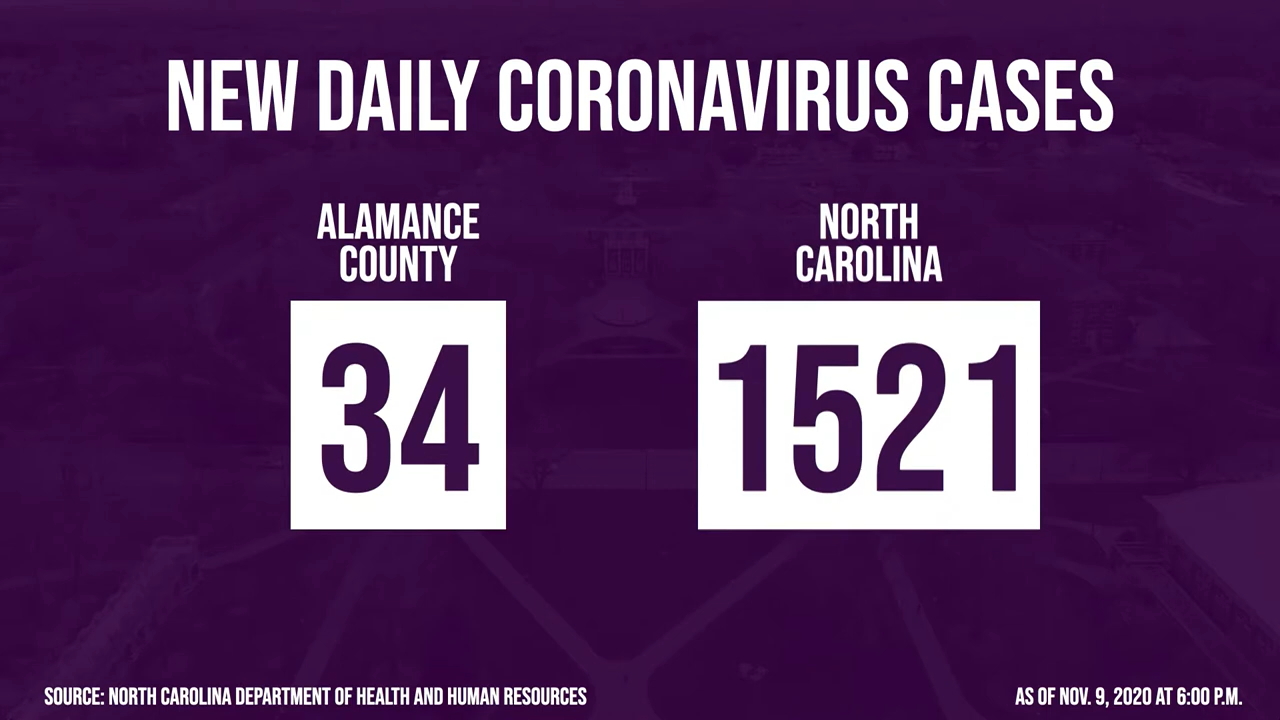 NEW DAILY CORONAVIRUS CASES
ALAMANCE
COUNTY
34
NORTH
CAROLINA
1521
SOURCE: NORTH CAROLINA DEPARTMENT OF HEALTH AND HUMAN RESOURCES
AS OF NOV. 9, 2020 AT 6:00 P.M.